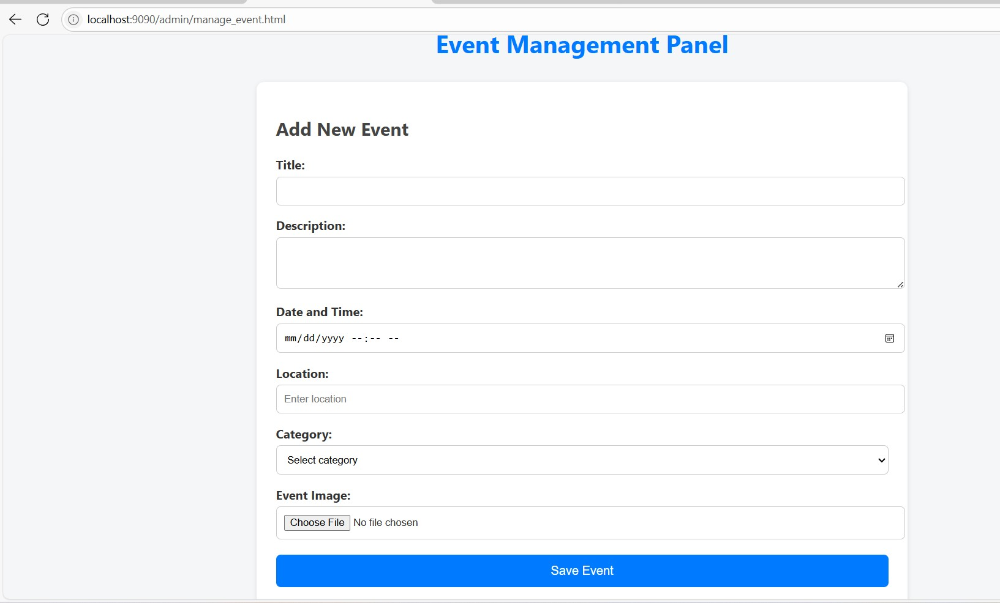 localhost:9090/admin/manage_event.html
Event Management Panel
Add New Event
Title:
Description:
Date and Time:
mm/dd/yyyy --:-- --
Location:
Enter location
Category:
Select category
Event Image:
Choose File No file chosen
Save Event